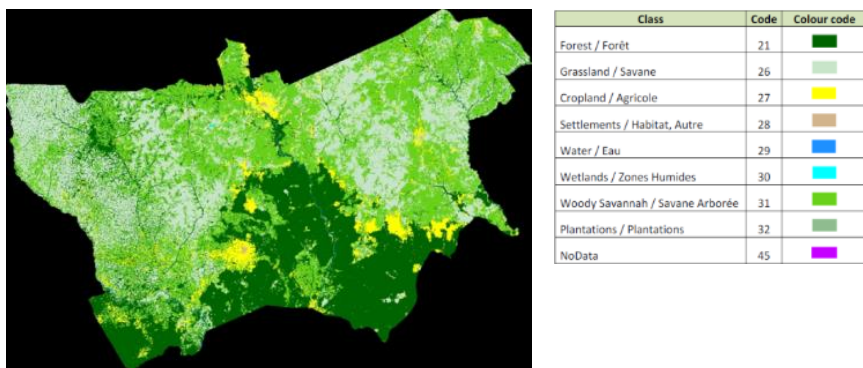 Class Code Colour code
Forest / Forêt 21
Grassland / Savane 26
Cropland / Agricole 27
Settlements / Habitat, Autre 28
Water / Eau 29
Wetlands / Zones Humides 30
Woody Savannah / Savane Arborée 31
Plantations / Plantations 32
NoData 45